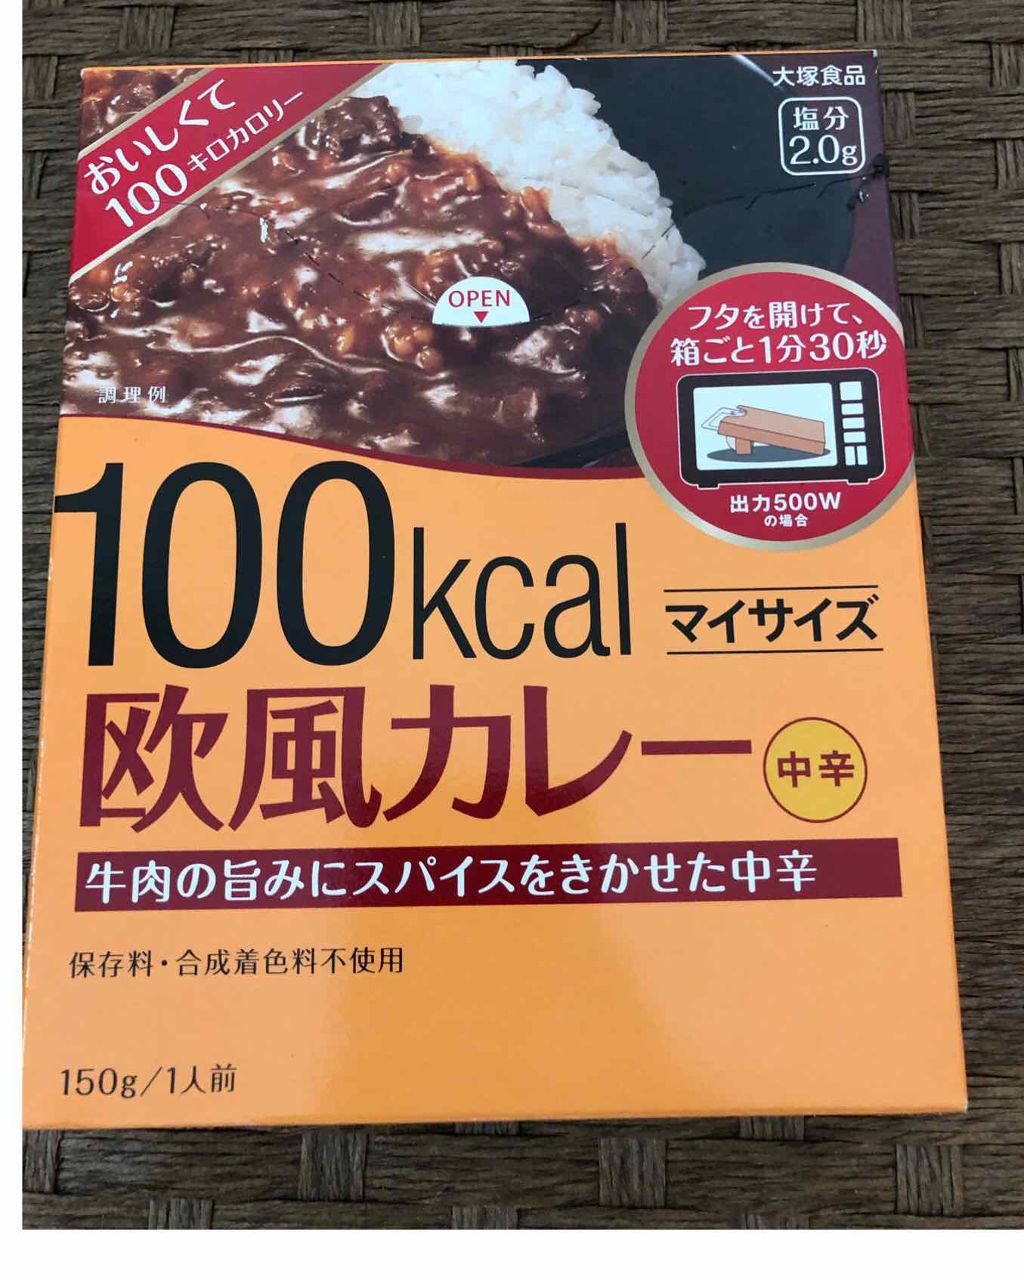 おいしくて
100キロカロリー
大塚食品
塩分
2.0g
OPEN
フタを開けて、
箱ごと1分30秒
出力500W
の場合
調理例
100kcal
マイサイズ
欧風カレー
中辛
牛肉の旨みにスパイスをきかせた中辛
保存料・合成着色料不使用
150g/1人前